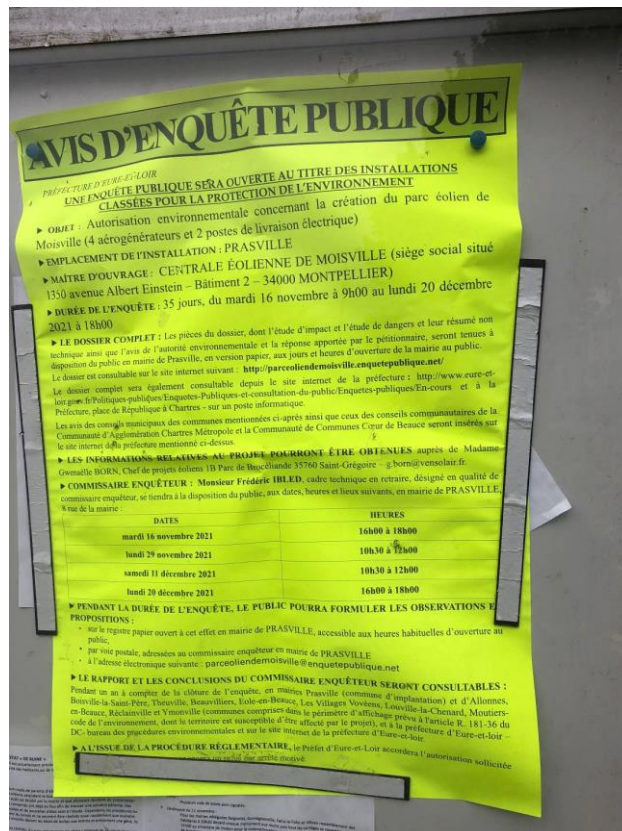 AVIS D'ENQUÊTE PUBLIQUE
PRÉFECTURE D'EURE-ET-LOIR
UNE ENQUÊTE PUBLIQUE SERA OUVERTE AU TITRE DES INSTALLATIONS
CLASSÉES POUR LA PROTECTION DE L'ENVIRONNEMENT
► OBJET : Autorisation environnementale concernant la création du parc éolien de
Moisville (4 aérogénérateurs et 2 postes de livraison électrique)
►EMPLACEMENT DE L'INSTALLATION : PRASVILLE
►MAÎTRE D'OUVRAGE : CENTRALE ÉOLIENNE DE MOISVILLE (siège social situé
1350 avenue Albert Einstein – Bâtiment 2 – 34000 MONTPELLIER)
►DURÉE DE L'ENQUÊTE : 35 jours, du mardi 16 novembre à 9h00 au lundi 20 décembre
2021 à 18h00
► LE DOSSIER COMPLET : Les pièces du dossier, dont l'étude d'impact et l'étude de dangers et leur résumé non
technique ainsi que l'avis de l'autorité environnementale et la réponse apportée par le pétitionnaire, seront tenues à
disposition du public en mairie de Prasville, en version papier, aux jours et heures d'ouverture de la mairie au public.
Le dossier est consultable sur le site internet suivant : http://parceoliendemoisville.enquetepublique.net/
Le dossier complet sera également consultable depuis le site internet de la préfecture : http://www.eure-et-
loir.gouv.fr/Politiques-publiques/Enquetes-Publiques-et-consultation-du-public/Enquetes-publiques/En-cours et à la
Préfecture, place de République à Chartres – sur un poste informatique.
Les avis des conseils municipaux des communes mentionnées ci-après ainsi que ceux des conseils communautaires de la
Communauté d'Agglomération Chartres Métropole et la Communauté de Communes Cœur de Beauce seront insérés sur
le site internet de la préfecture mentionné ci-dessus.
► LES INFORMATIONS RELATIVES AU PROJET POURRONT ÊTRE OBTENUES auprès de Madame
Gwenaëlle BORN, Chef de projets éoliens 1B Parc de Brocéliande 35760 Saint-Grégoire – g.born@vensolair.fr.
►COMMISSAIRE ENQUÊTEUR : Monsieur Frédéric IBLED, cadre technique en retraite, désigné en qualité de
commissaire enquêteur, se tiendra à la disposition du public, aux dates, heures et lieux suivants, en mairie de PRASVILLE,
8 rue de la mairie :
DATES HEURES
mardi 16 novembre 2021 16h00 à 18h00
lundi 29 novembre 2021 10h30 à 12h00
samedi 11 décembre 2021 10h30 à 12h00
lundi 20 décembre 2021 16h00 à 18h00
►PENDANT LA DURÉE DE L'ENQUÊTE, LE PUBLIC POURRA FORMULER LES OBSERVATIONS E
PROPOSITIONS :
• sur le registre papier ouvert à cet effet en mairie de PRASVILLE, accessible aux heures habituelles d'ouverture au
public,
• par voie postale, adressées au commissaire enquêteur en mairie de PRASVILLE
• à l'adresse électronique suivante : parceoliendemoisville@enquetepublique.net
► LE RAPPORT ET LES CONCLUSIONS DU COMMISSAIRE ENQUÊTEUR SERONT CONSULTABLES :
Pendant un an à compter de la clôture de l'enquête, en mairies Prasville (commune d'implantation) et d'Allonnes,
Boisville-la-Saint-Père, Theuville, Beauvilliers, Eole-en-Beauce, Les Villages Vovéens, Louville-la-Chenard, Moutiers-
en-Beauce, Réclainville et Ymonville (communes comprises dans le périmètre d'affichage prévu à l'article R. 181-36 du
code de l'environnement, dont le territoire est susceptible d'être affecté par le projet), et à la préfecture d'Eure-et-loir –
DC- bureau des procédures environnementales et sur le site internet de la préfecture d'Eure-et-loir.
► A L'ISSUE DE LA PROCÉDURE RÉGLEMENTAIRE, le Préfet d'Eure-et-Loir accordera l'autorisation sollicitée
par arrêté motivé.